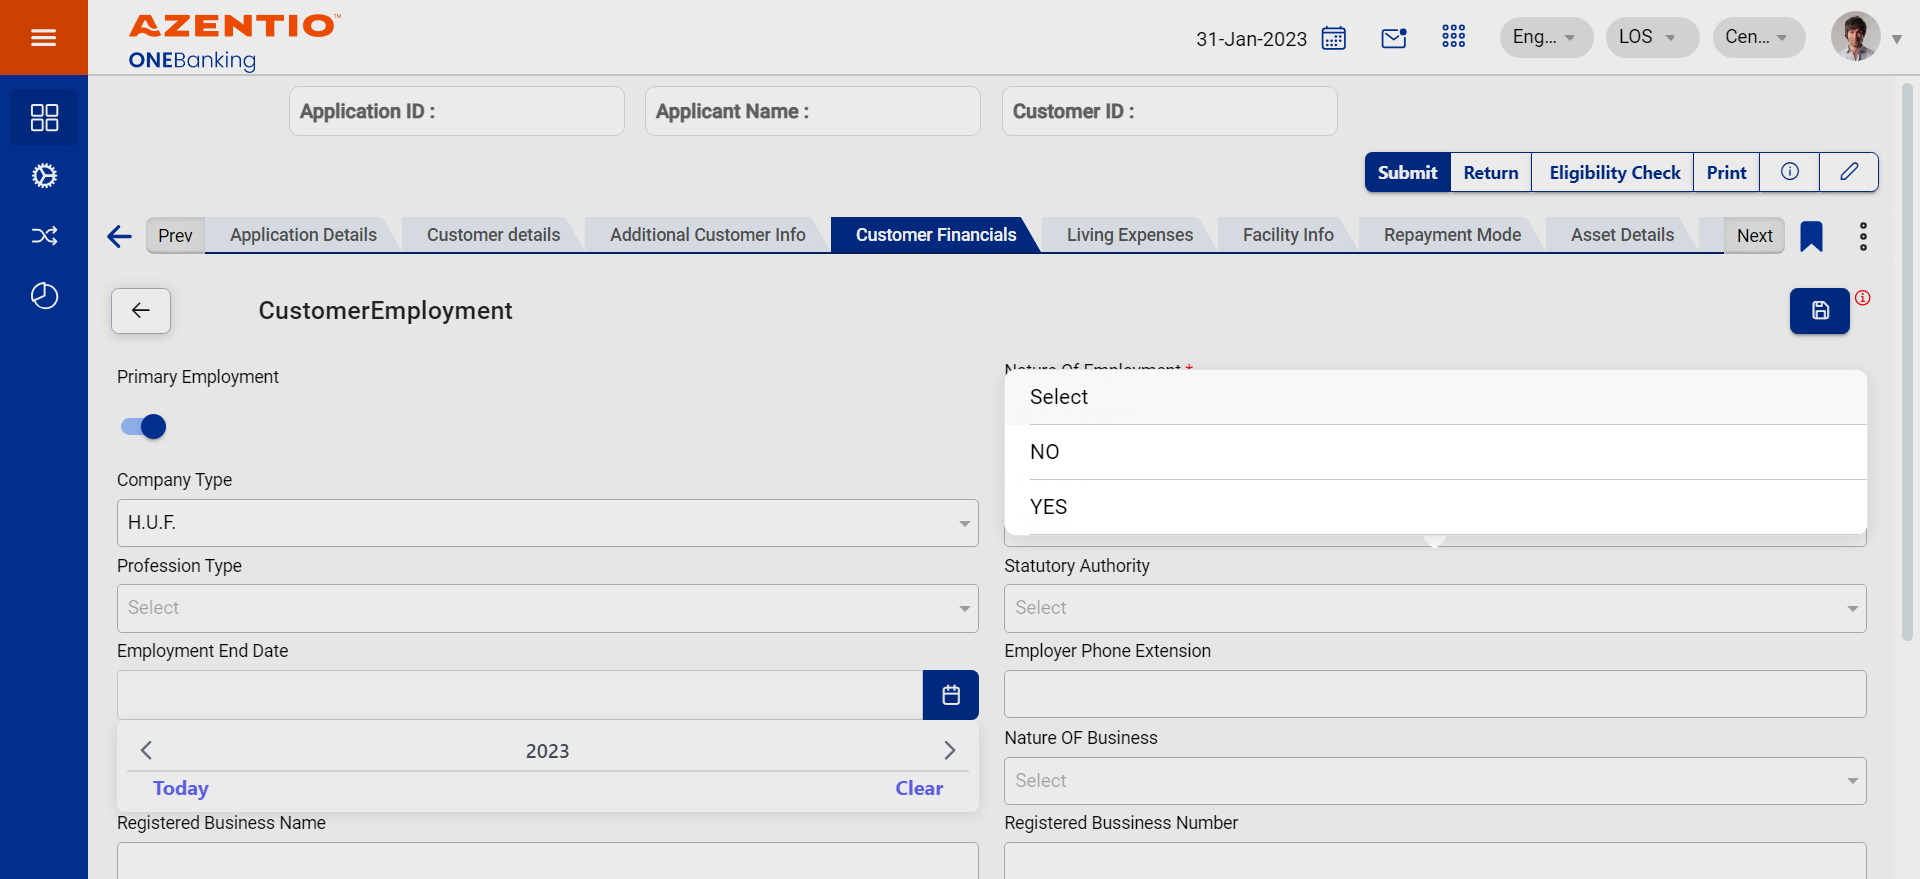 AZENTIO™
ONEBanking
31-Jan-2023
Eng...
LOS
Cen...
Application ID :
Applicant Name :
Customer ID :
Submit
Return
Eligibility Check
Print
Prev
Application Details
Customer details
Additional Customer Info
Customer Financials
Living Expenses
Facility Info
Repayment Mode
Asset Details
Next
CustomerEmployment
Primary Employment
Nature Of Employment *
Select
NO
YES
Company Type
H.U.F.
Profession Type
Select
Statutory Authority
Select
Employment End Date
Employer Phone Extension
2023
Today
Clear
Nature OF Business
Select
Registered Business Name
Registered Bussiness Number